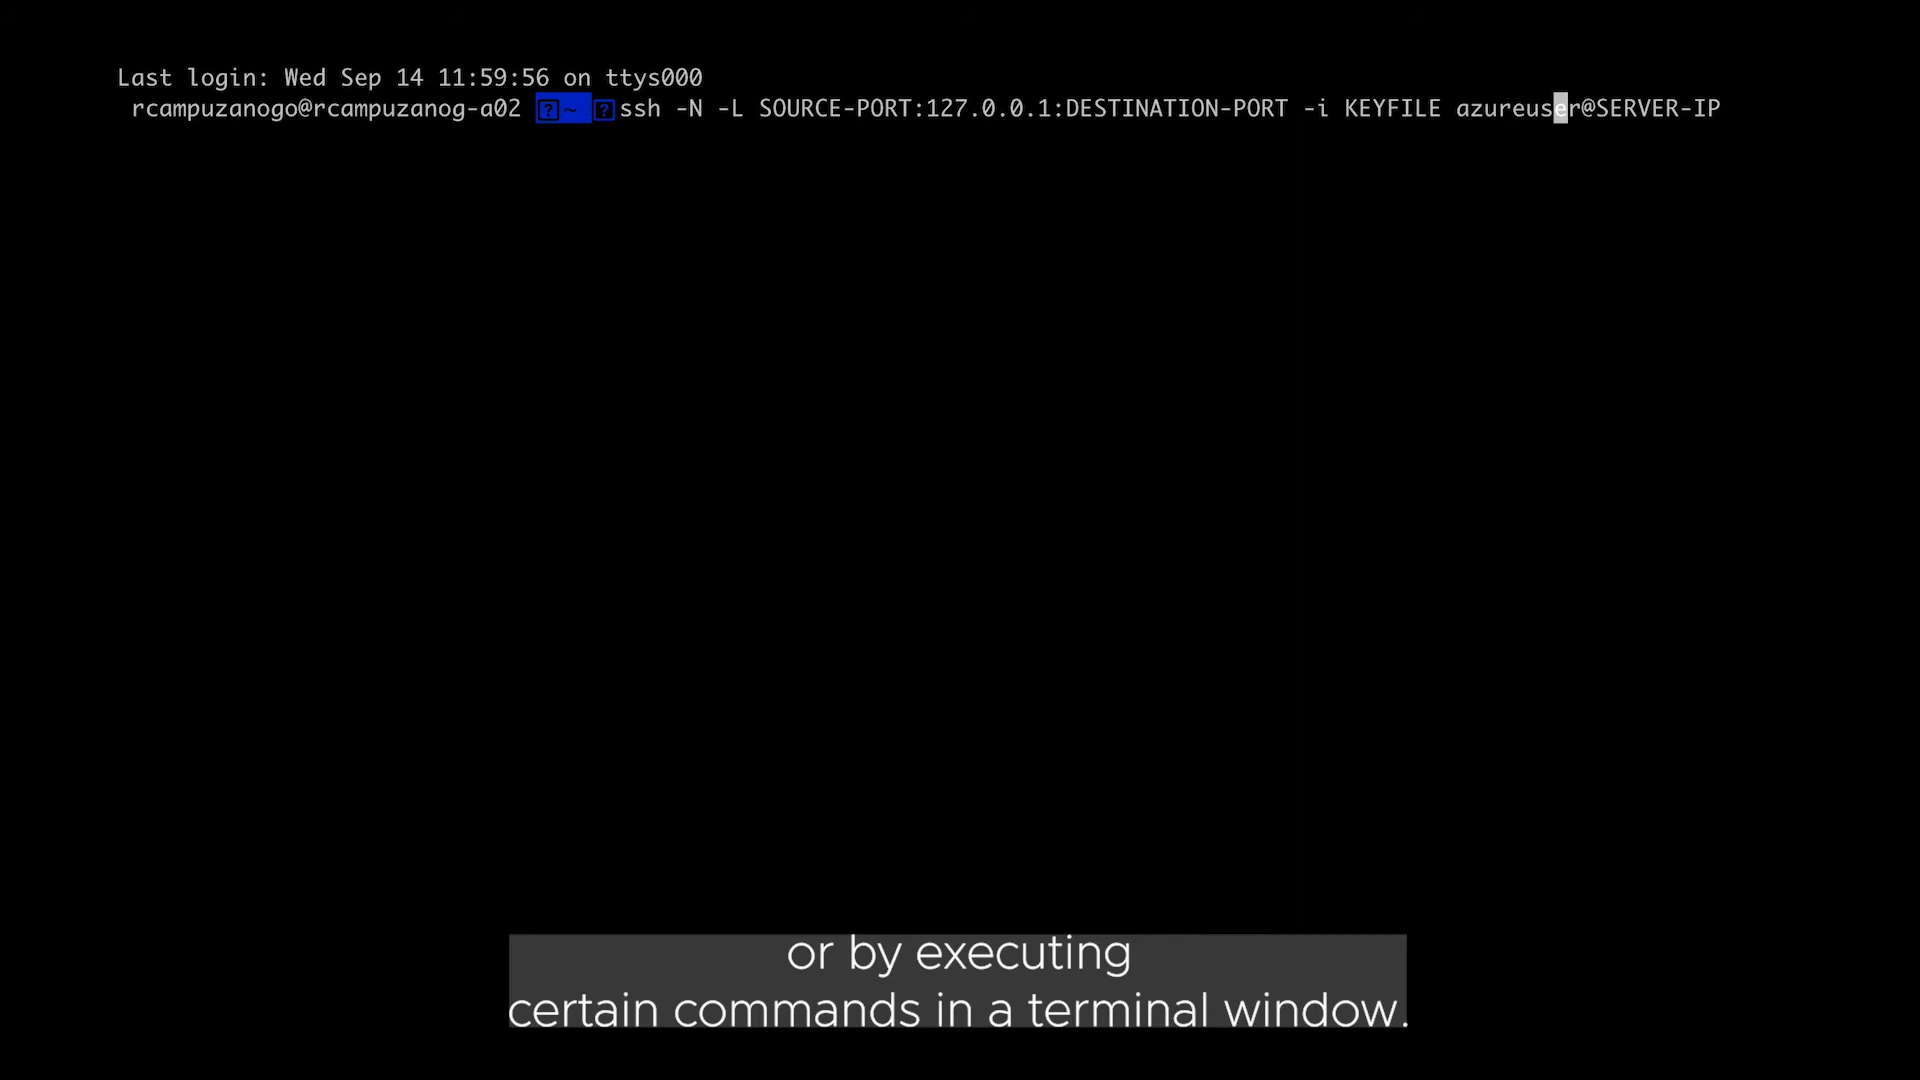 Last login: Wed Sep 14 11:59:56 on ttys000
rcampuzanogo@rcampuzanog-a02 ~ ssh -N -L SOURCE-PORT:127.0.0.1:DESTINATION-PORT -i KEYFILE azureuser@SERVER-IP
or by executing
certain commands in a terminal window.